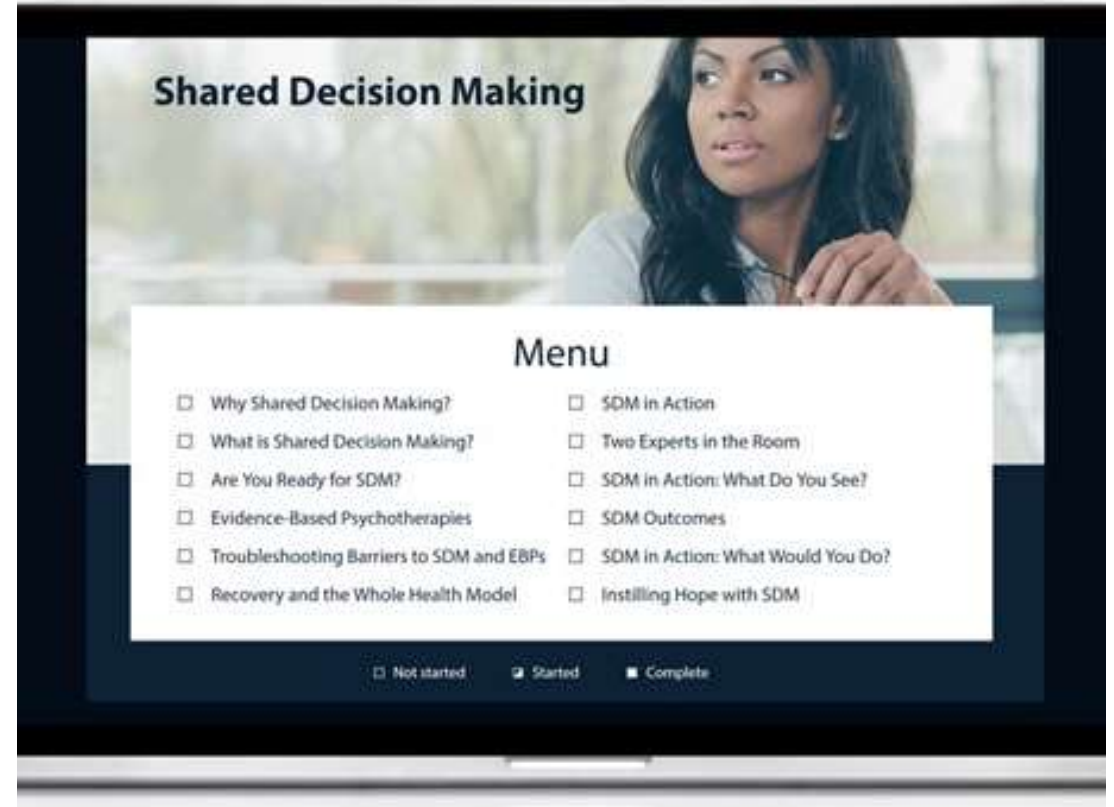 Shared Decision Making
Menu
Why Shared Decision Making?
What is Shared Decision Making?
Are You Ready for SDM?
Evidence-Based Psychotherapies
Troubleshooting Barriers to SDM and EBPs
Recovery and the Whole Health Model
SDM in Action
Two Experts in the Room
SDM in Action: What Do You See?
SDM Outcomes
SDM in Action: What Would You Do?
Instilling Hope with SDM
Not started
Started
Complete